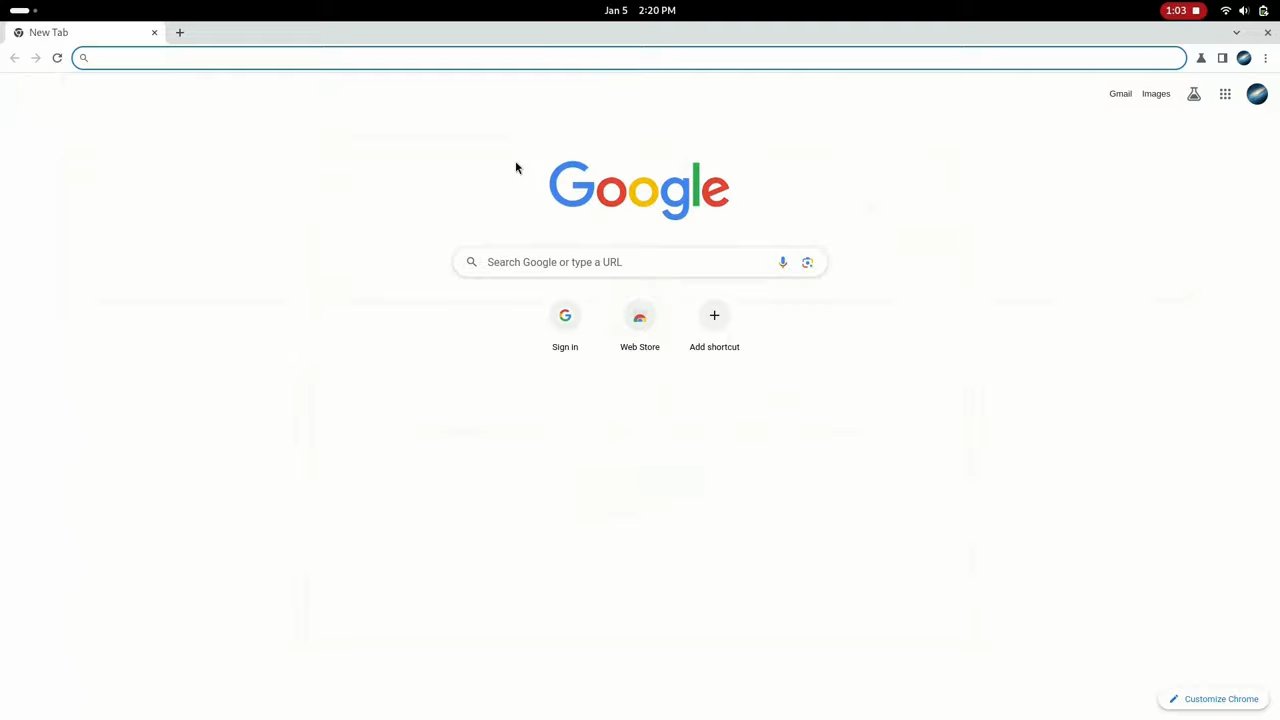 Jan 5 2:20 PM
1:03
New Tab
Gmail Images
Google
Search Google or type a URL
G
Sign in Web Store Add shortcut
Customize Chrome